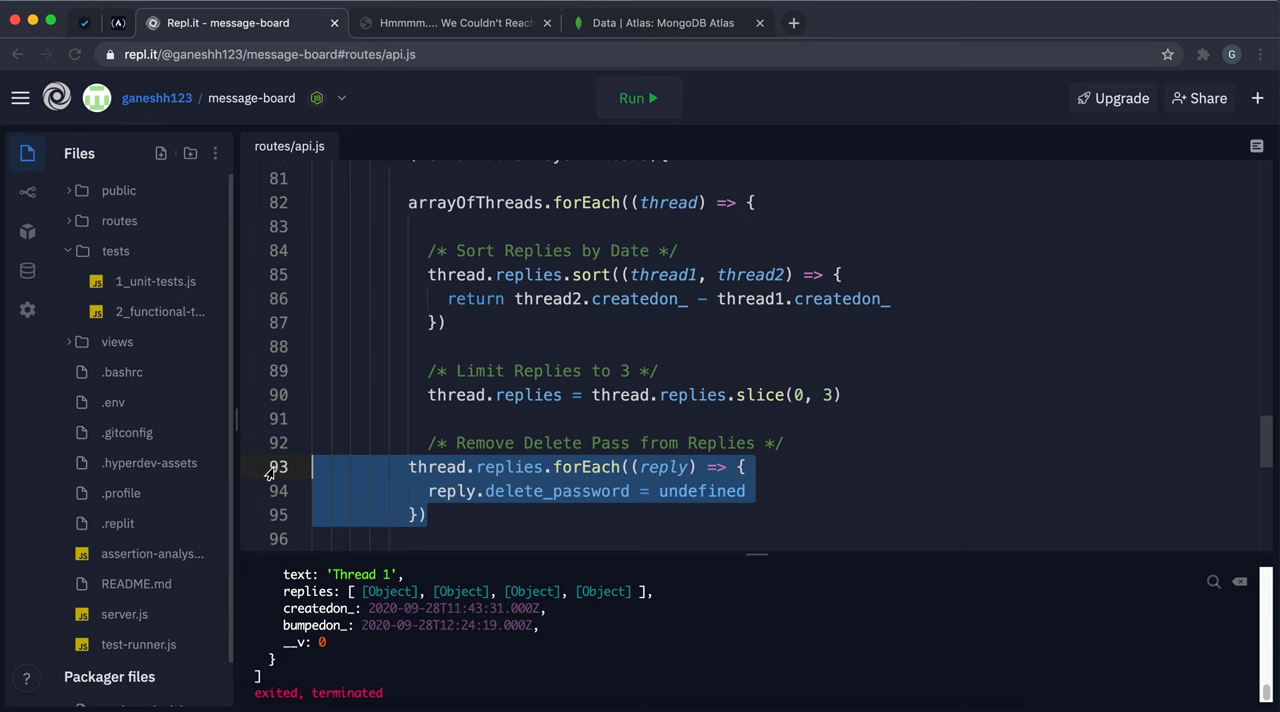 Repl.it - message-board
Hmmmm.... We Couldn't Reach
Data | Atlas: MongoDB Atlas
repl.it/@ganeshh123/message-board#routes/api.js
G
ganeshh123 / message-board
Run
Upgrade
Share
Files
public
routes
tests
1_unit-tests.js
2_functional-t...
views
.bashrc
.env
.gitconfig
.hyperdev-assets
.profile
.replit
assertion-analys...
README.md
server.js
test-runner.js
Packager files
routes/api.js
81
82 arrayOfThreads.forEach((thread) => {
83
84 /* Sort Replies by Date */
85 thread.replies.sort((thread1, thread2) => {
86 return thread2.createdon_ - thread1.createdon_
87 })
88
89 /* Limit Replies to 3 */
90 thread.replies = thread.replies.slice(0, 3)
91
92 /* Remove Delete Pass from Replies */
93 thread.replies.forEach((reply) => {
94 reply.delete_password = undefined
95 })
96
text: 'Thread 1',
replies: [ [Object], [Object], [Object], [Object] ],
createdon_: 2020-09-28T11:43:31.000Z,
bumpedon_: 2020-09-28T12:24:19.000Z,
__v: 0
}
]
exited, terminated